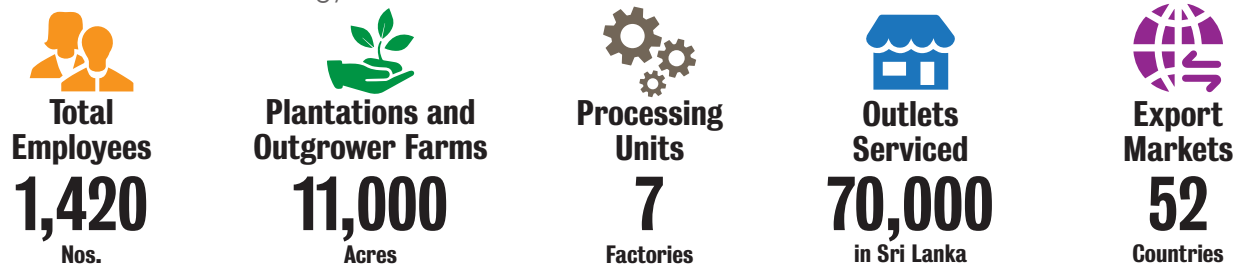 Total
Employees
1,420
Nos.
Plantations and
Outgrower Farms
11,000
Acres
Processing
Units
7
Factories
Outlets
Serviced
70,000
in Sri Lanka
Export
Markets
52
Countries